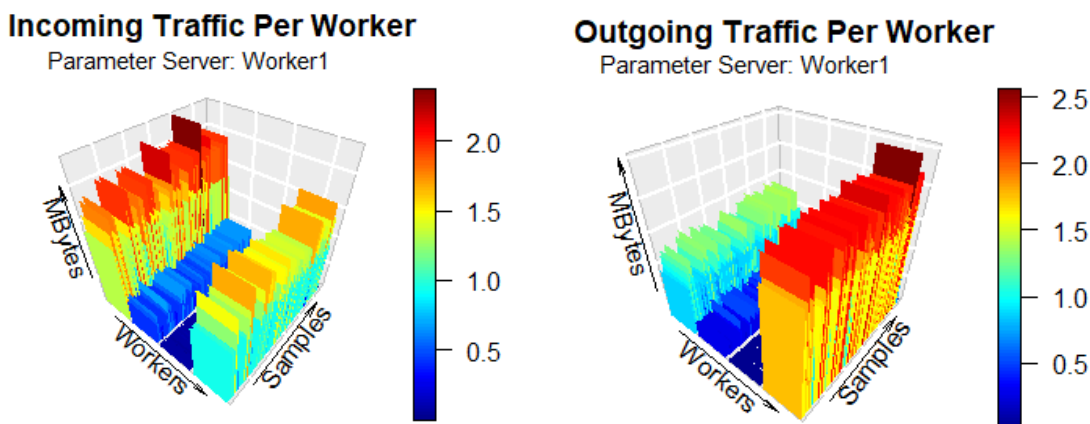 Incoming Traffic Per Worker
Parameter Server: Worker1
MBytes
Workers
Samples
2.0
1.5
1.0
0.5
Outgoing Traffic Per Worker
Parameter Server: Worker1
MBytes
Workers
Samples
2.5
2.0
1.5
1.0
0.5